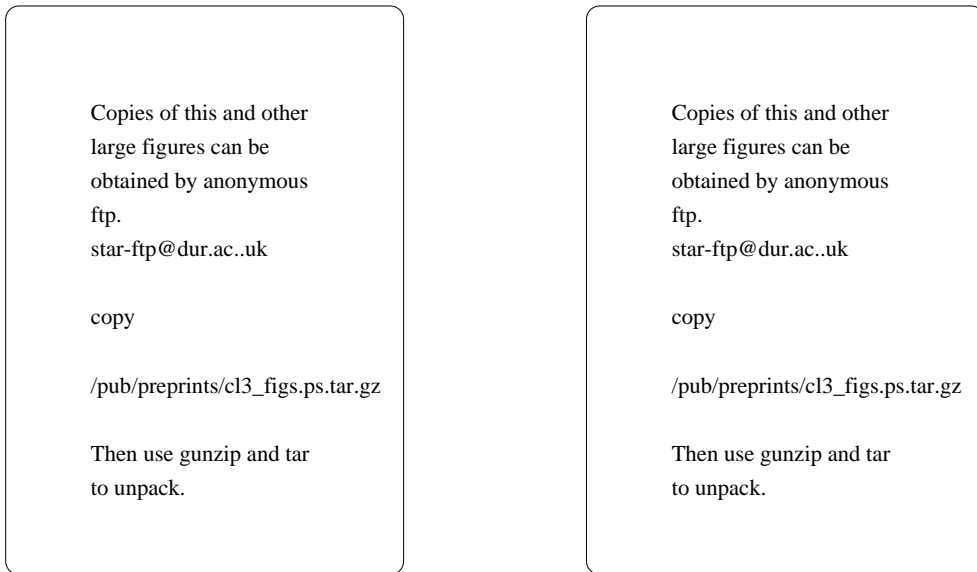 Copies of this and other
large figures can be
obtained by anonymous
ftp.
star-ftp@dur.ac..uk
copy
/pub/preprints/cl3_figs.ps.tar.gz
Then use gunzip and tar
to unpack.
Copies of this and other
large figures can be
obtained by anonymous
ftp.
star-ftp@dur.ac..uk
copy
/pub/preprints/cl3_figs.ps.tar.gz
Then use gunzip and tar
to unpack.